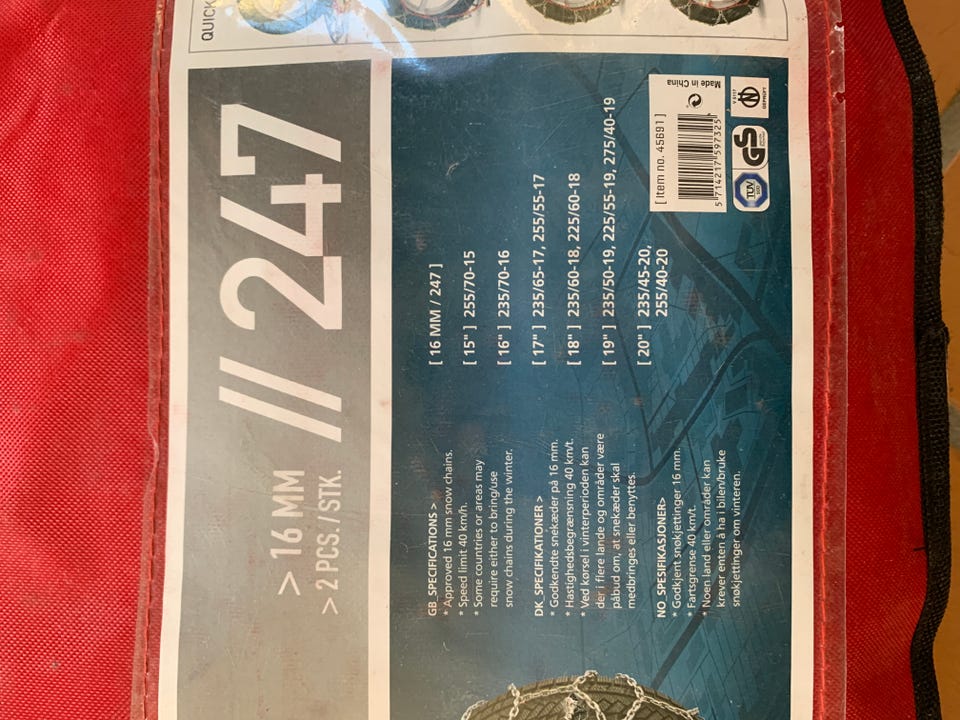 QUICK
// 247
> 16 MM
> 2 PCS. / STK.
[ 16 MM / 247 ]
[ 15" ] 255/70-15
[ 16" ] 235/70-16
[ 17" ] 235/65-17, 255/55-17
[ 18" ] 235/60-18, 225/60-18
[ 19" ] 235/50-19, 225/55-19, 275/40-19
[ 20" ] 235/45-20,
255/40-20
GB_SPECIFICATIONS >
* Approved 16 mm snow chains.
* Speed limit 40 km/h.
* Some countries or areas may
require either to bring/use
snow chains during the winter.
DK_SPECIFIKATIONER >
* Godkendte snekæder på 16 mm.
* Hastighedsbegrænsning 40 km/t.
* Ved kørsel i vinterperioden kan
der i flere lande og områder være
påbud om, at snekæder skal
medbringes eller benyttes.
NO_SPESIFIKASJONER>
* Godkjent snøkjettinger 16 mm.
* Fartsgrense 40 km/t.
* Noen land eller områder kan
krever enten å ha i bilen/bruke
snøkjettinger om vinteren.
[ Item no. 45691 ]
5 714217 597325
Made in China
TÜV
SÜD
GS
V 5117
GEPRÜFT